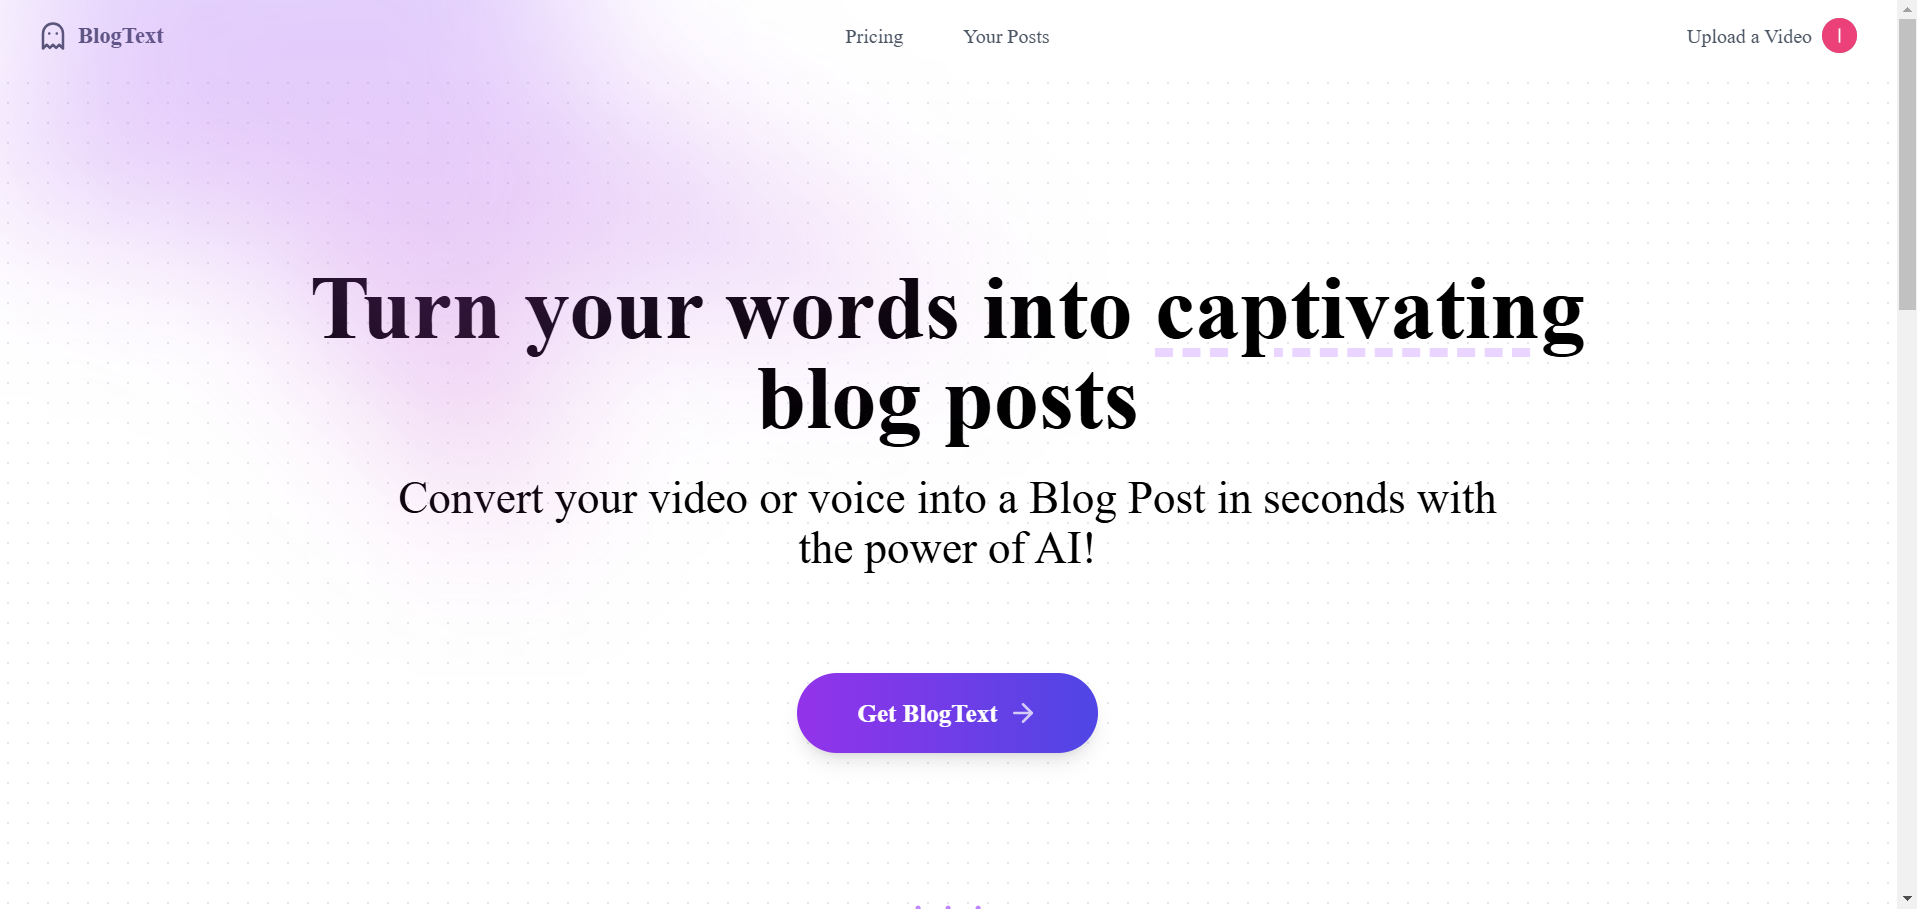 BlogText
Pricing
Your Posts
Upload a Video
I
Turn your words into captivating
blog posts
Convert your video or voice into a Blog Post in seconds with
the power of AI!
Get BlogText